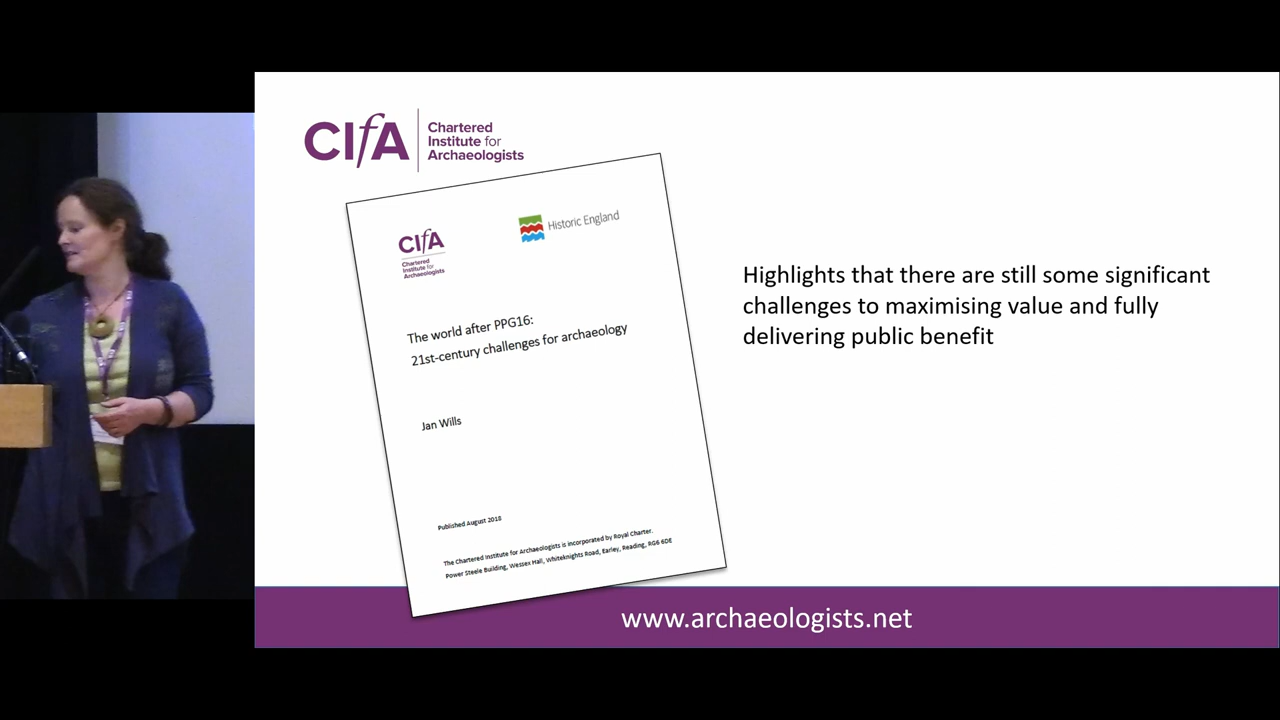 CIfA
Chartered
Institute for
Archaeologists
CIfA
Chartered
Institute for
Archaeologists
Historic England
The world after PPG16:
21st-century challenges for archaeology
Jan Wills
Published August 2018
The Chartered Institute for Archaeologists is incorporated by Royal Charter.
Power Steele Building, Wessex Hall, Whiteknights Road, Earley, Reading, RG6 6DE
Highlights that there are still some significant
challenges to maximising value and fully
delivering public benefit
www.archaeologists.net